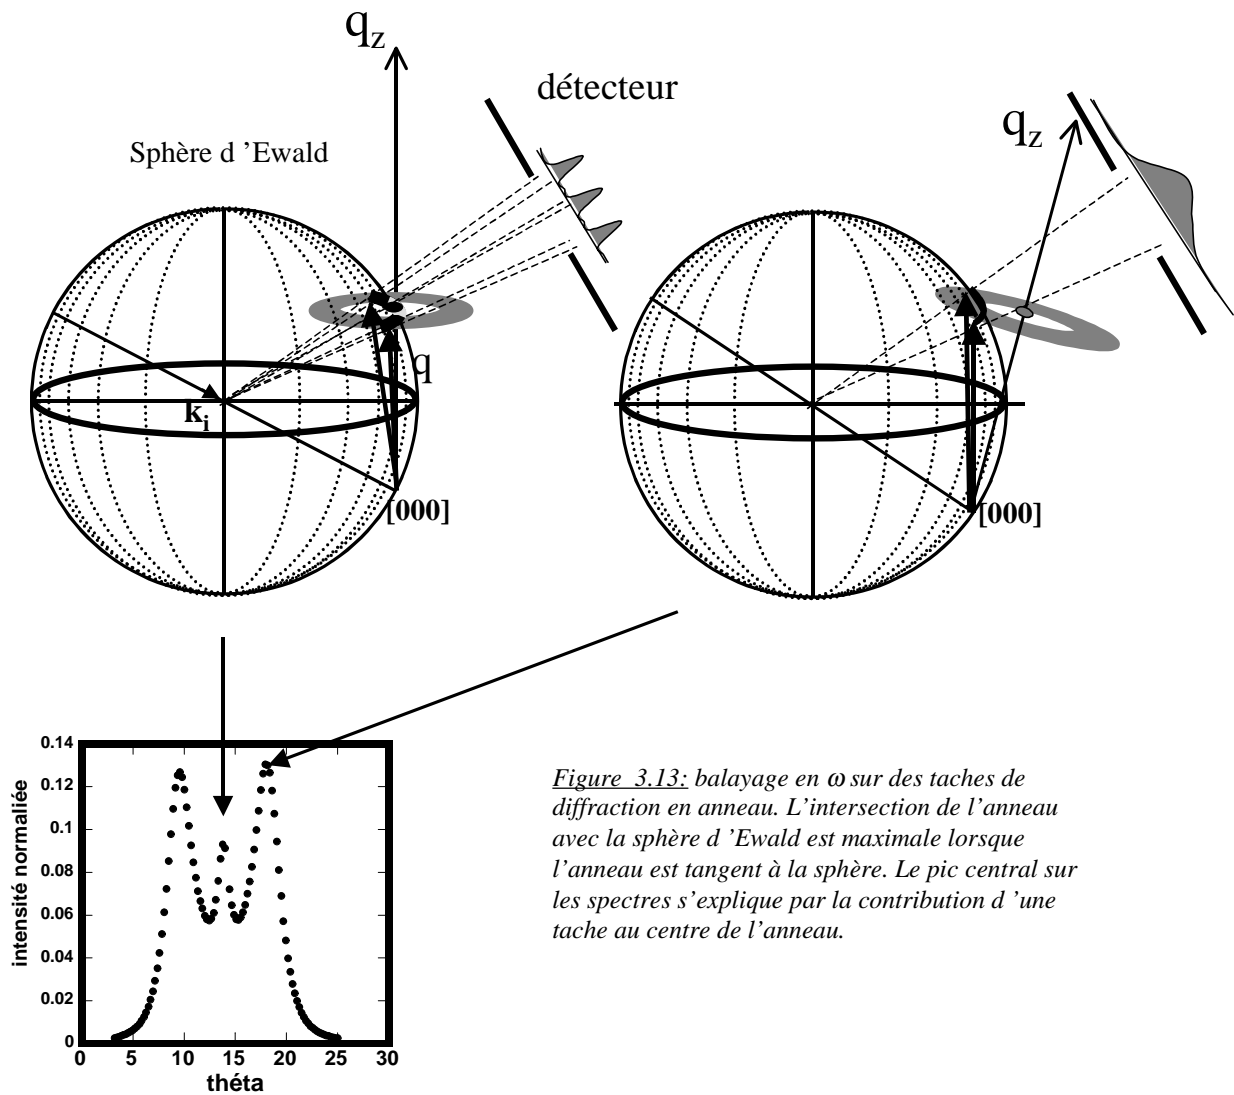 q_z
détecteur
Sphère d ’Ewald
q
k_i
[000]
q_z
[000]
0.14
0.12
0.1
0.08
0.06
0.04
0.02
0
intensité normaliée
0 5 10 15 20 25 30
théta
Figure 3.13: balayage en ω sur des taches de
diffraction en anneau. L’intersection de l’anneau
avec la sphère d ’Ewald est maximale lorsque
l’anneau est tangent à la sphère. Le pic central sur
les spectres s’explique par la contribution d ’une
tache au centre de l’anneau.